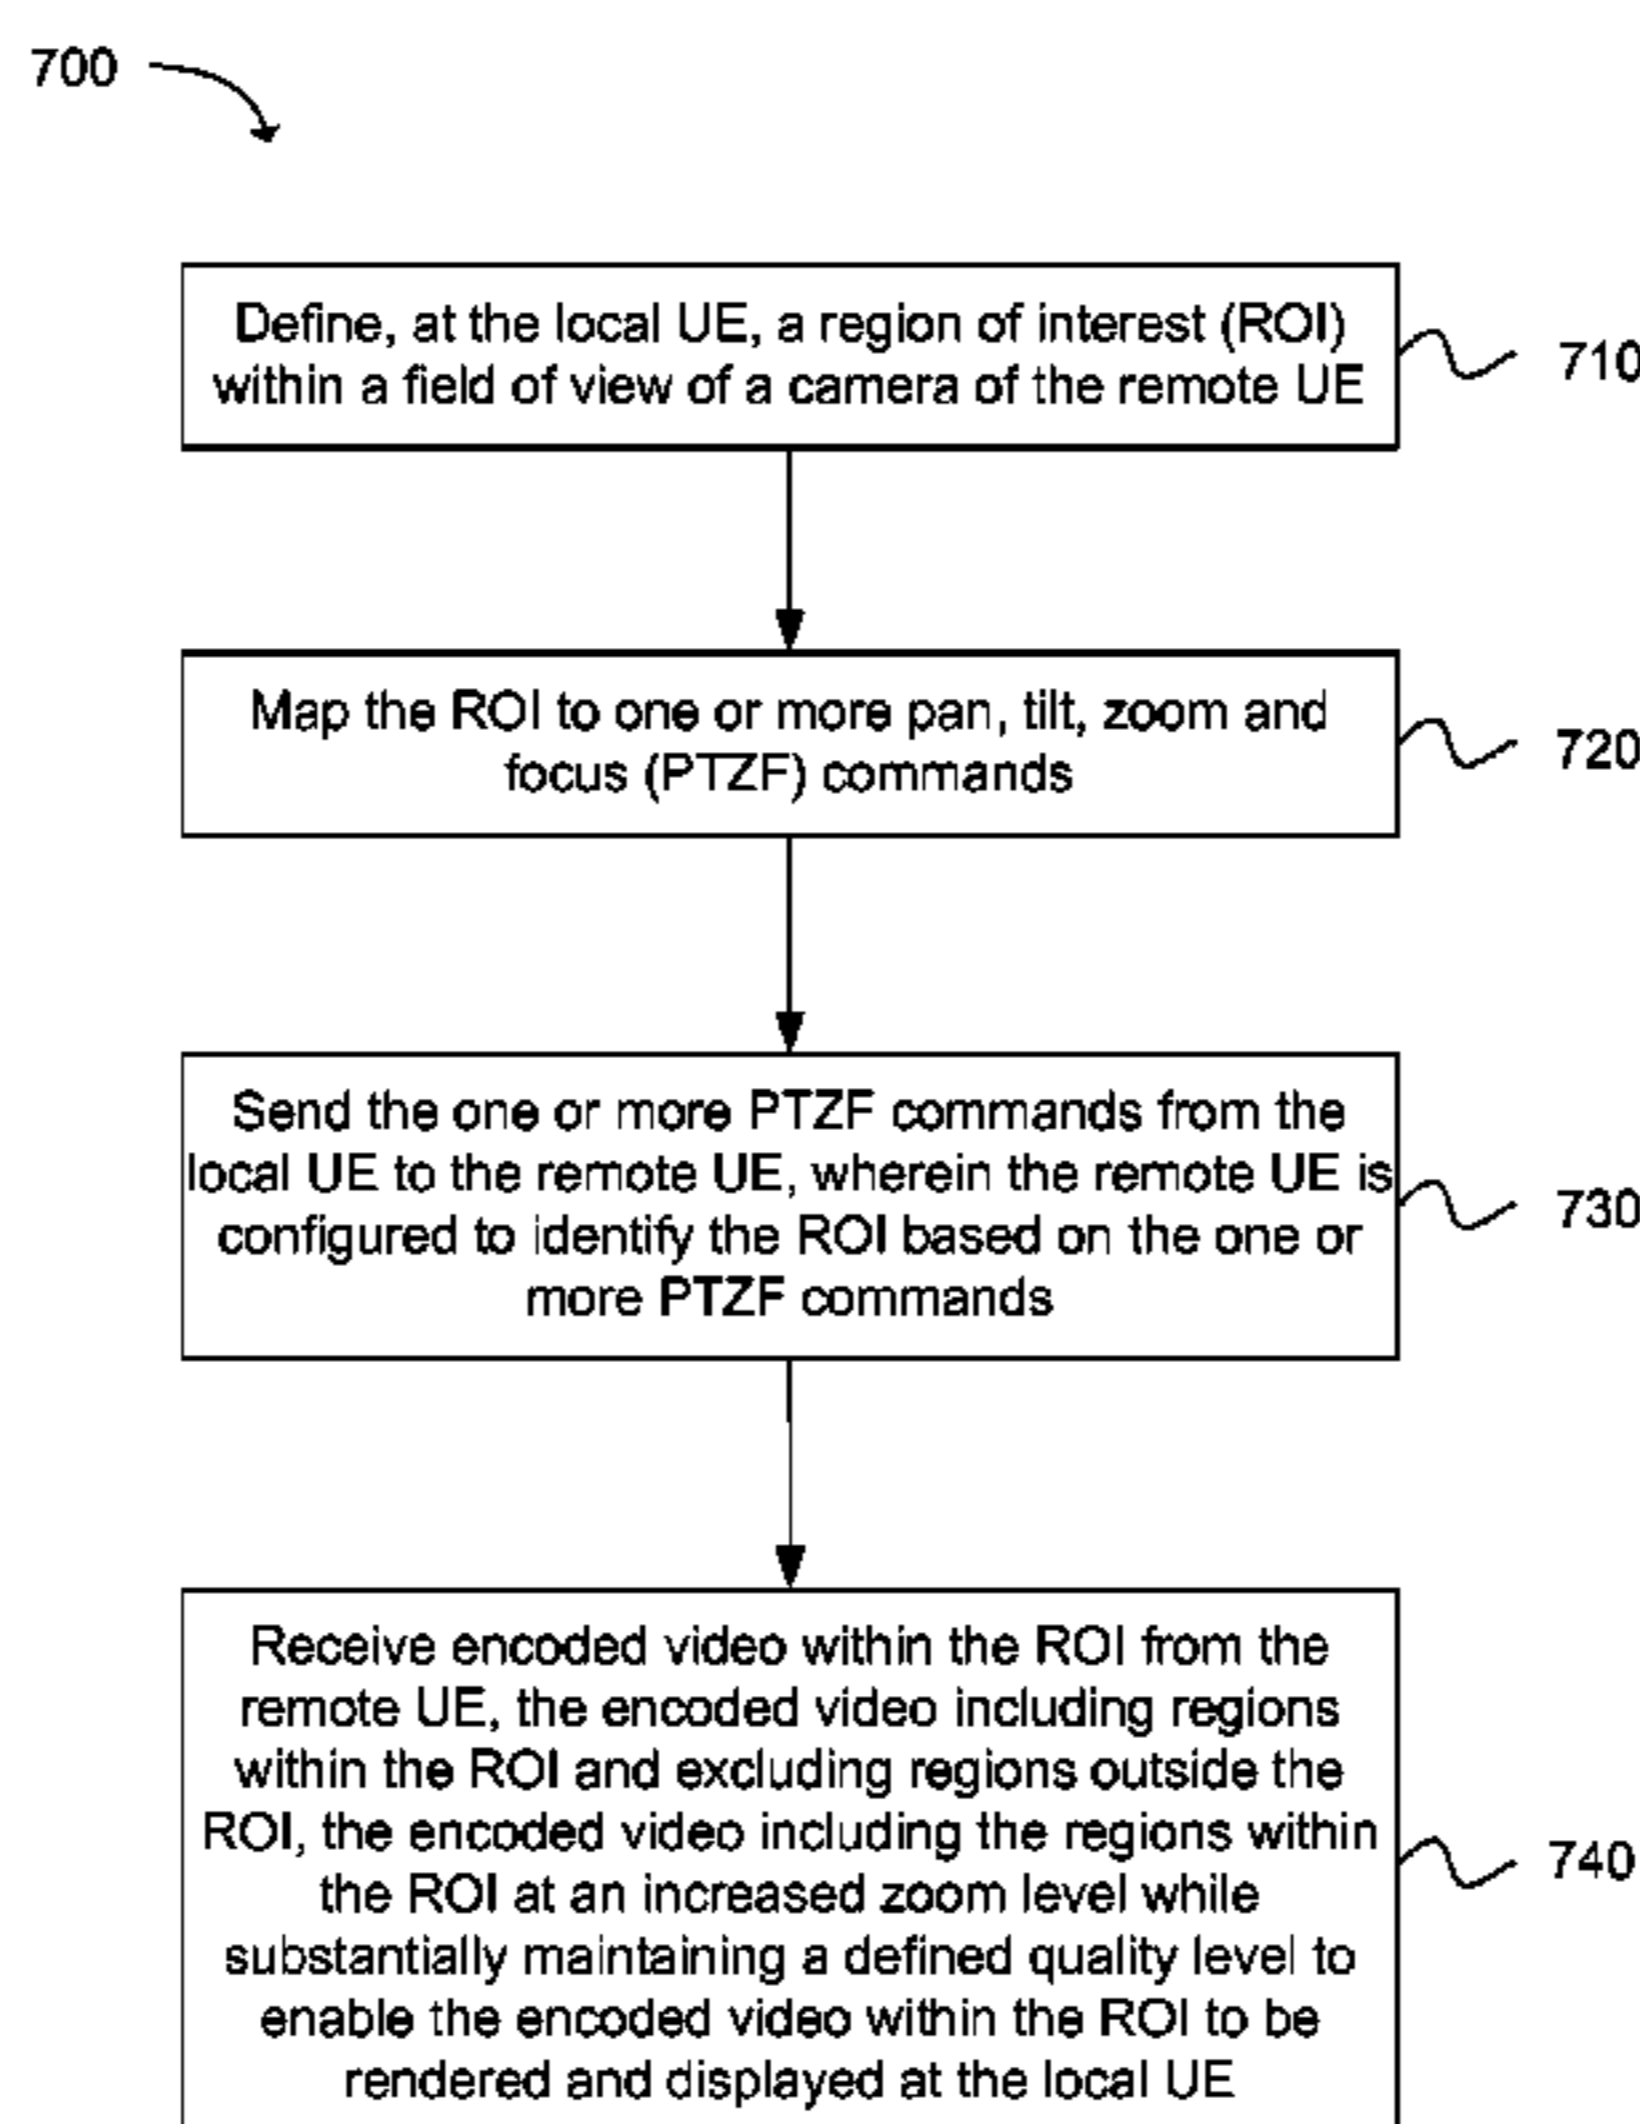 700
Define, at the local UE, a region of interest (ROI)
within a field of view of a camera of the remote UE
710
Map the ROI to one or more pan, tilt, zoom and
focus (PTZF) commands
720
Send the one or more PTZF commands from the
local UE to the remote UE, wherein the remote UE is
configured to identify the ROI based on the one or
more PTZF commands
730
Receive encoded video within the ROI from the
remote UE, the encoded video including regions
within the ROI and excluding regions outside the
ROI, the encoded video including the regions within
the ROI at an increased zoom level while
substantially maintaining a defined quality level to
enable the encoded video within the ROI to be
rendered and displayed at the local UE
740